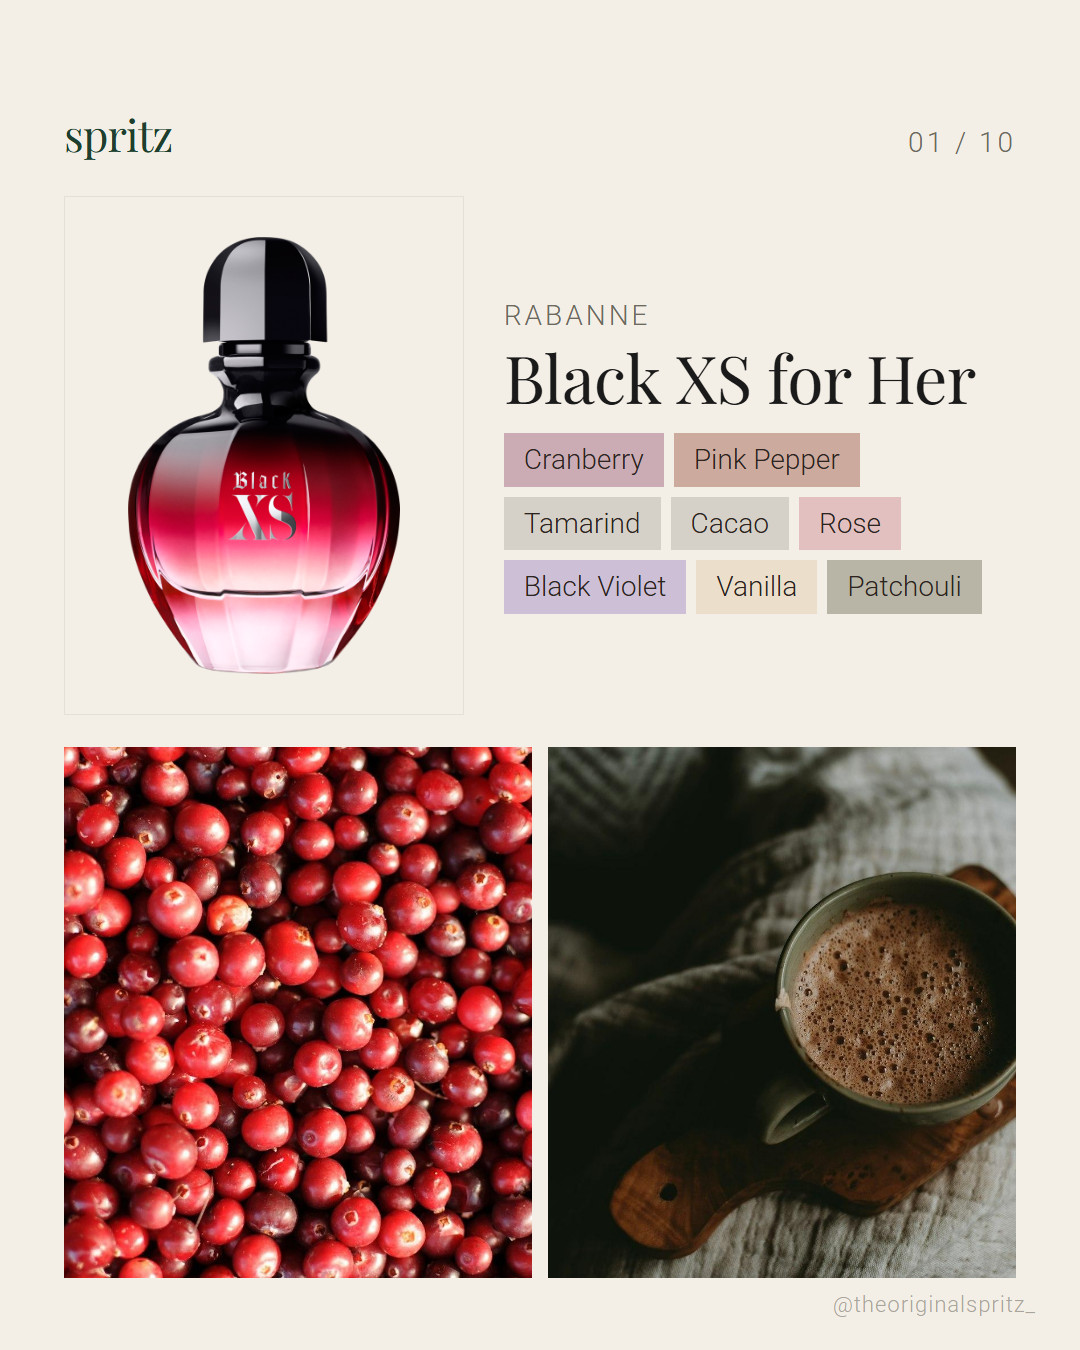 spritz
01 / 10
RABANNE
Black XS for Her
Cranberry Pink Pepper
Tamarind Cacao Rose
Black Violet Vanilla Patchouli
Black
XS
@theoriginalspritz_